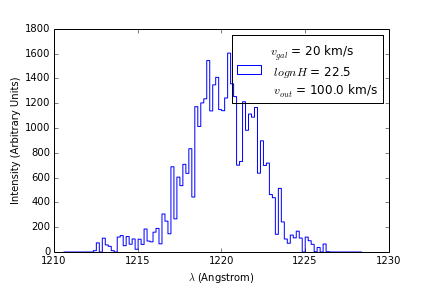 1800
1600
1400
1200
1000
800
600
400
200
0
Intensity (Arbitrary Units)
v_gal = 20 km/s
lognH = 22.5
v_out = 100.0 km/s
1210 1215 1220 1225 1230
λ (Angstrom)